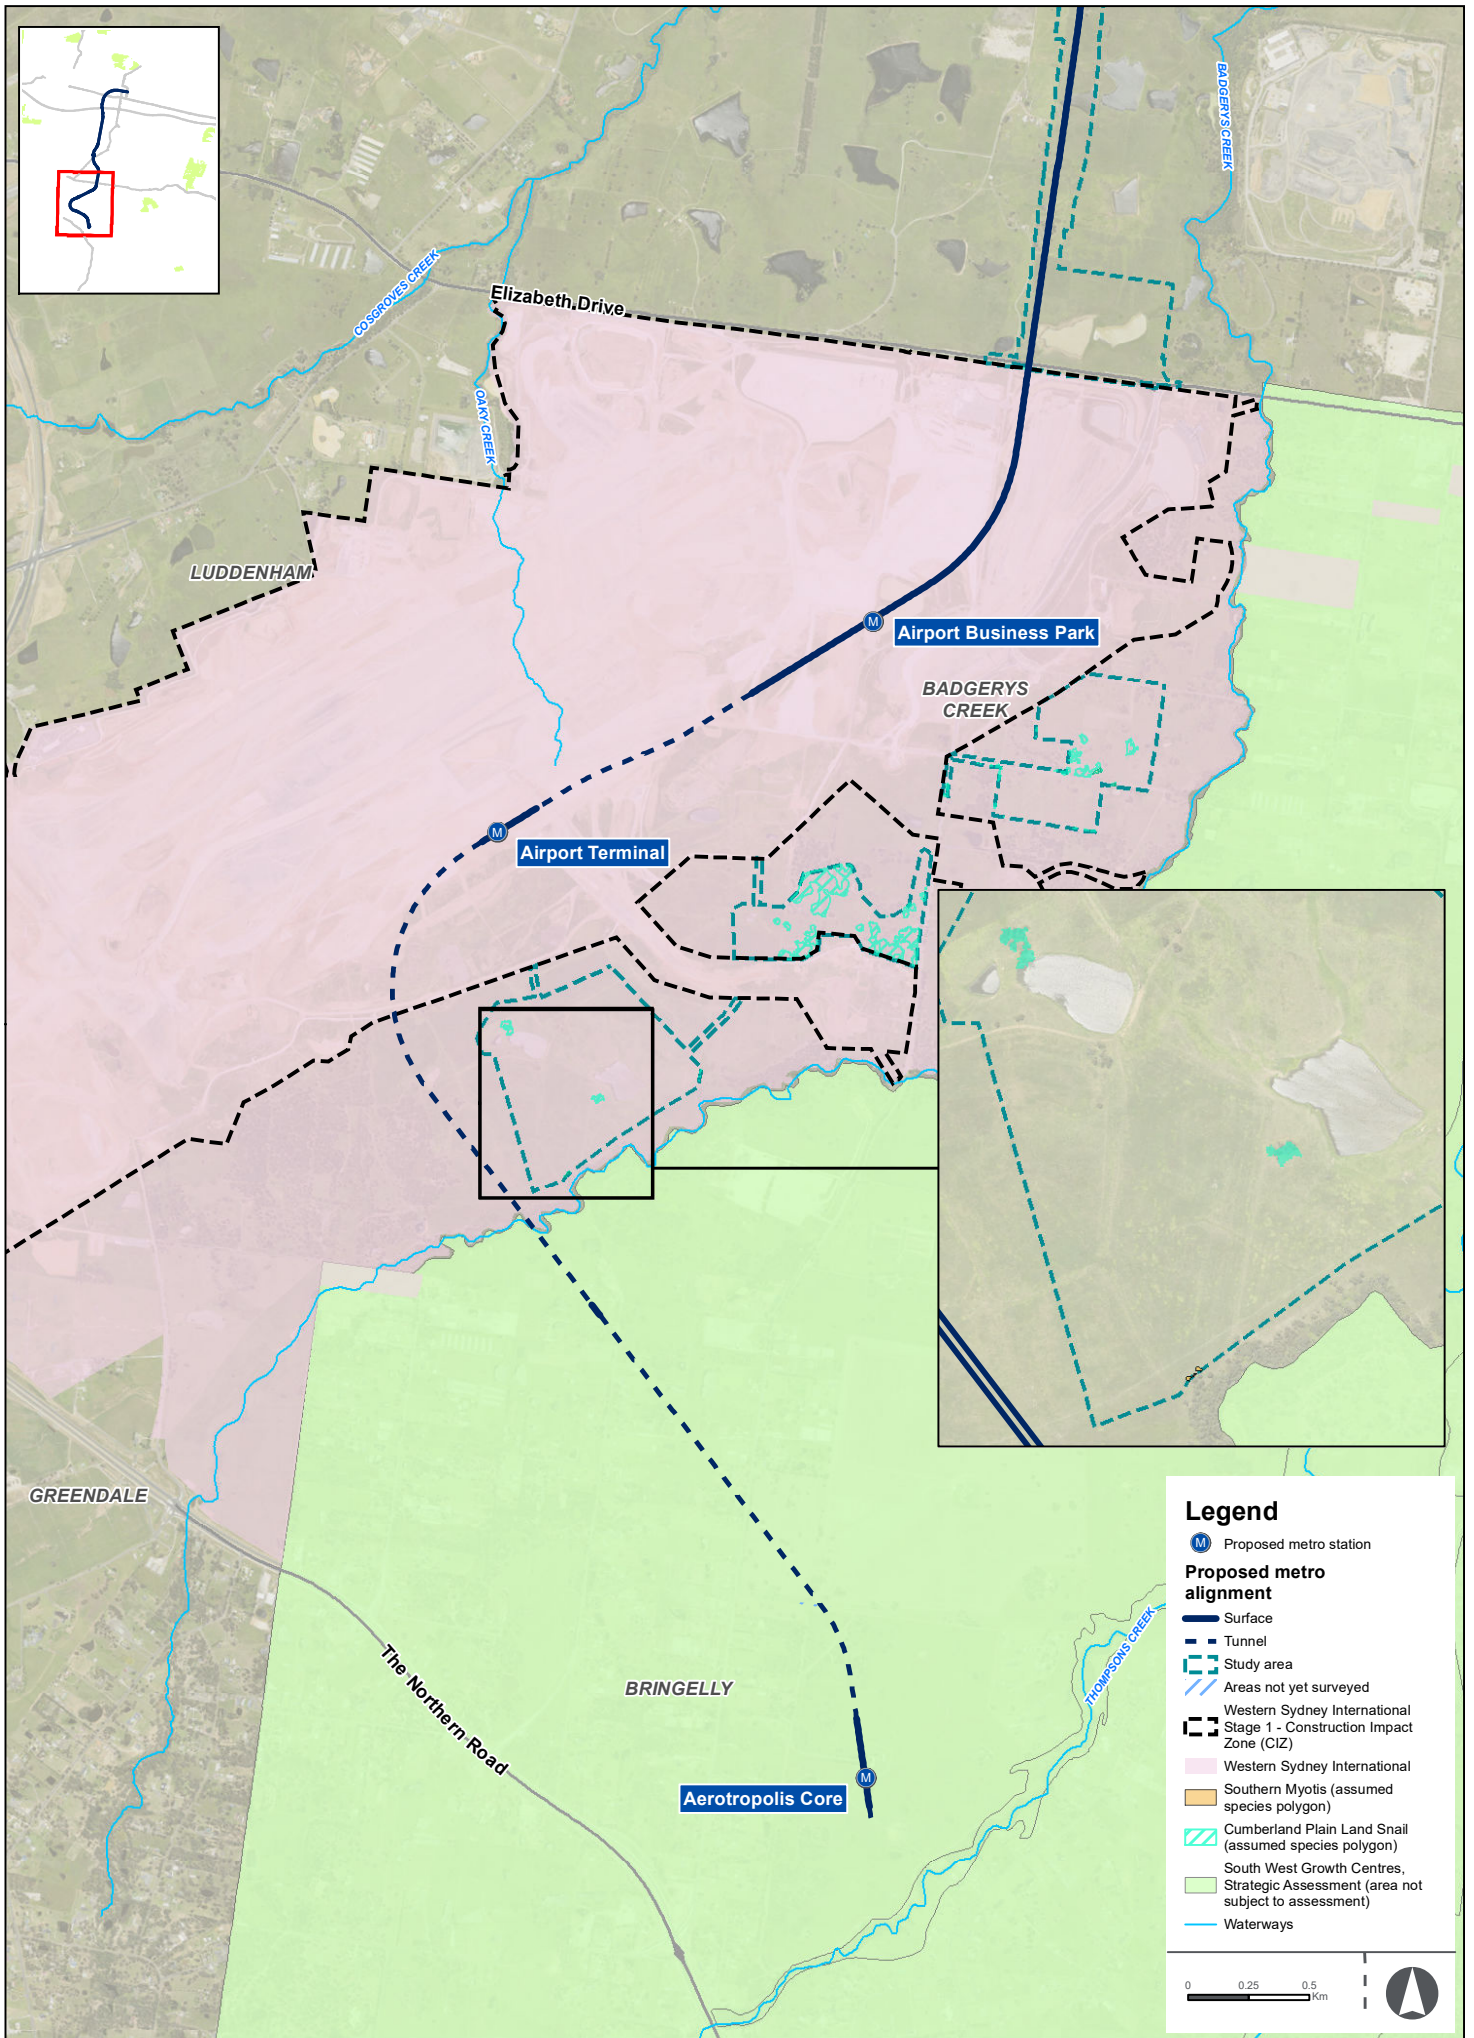 BADGERYS CREEK
COSGROVES CREEK
Elizabeth Drive
OAKY CREEK
LUDDENHAM
M
Airport Business Park
BADGERYS
CREEK
M
Airport Terminal
GREENDALE
The Northern Road
BRINGELLY
THOMPSONS CREEK
M
Aerotropolis Core
Legend
M Proposed metro station
Proposed metro
alignment
Surface
Tunnel
Study area
Areas not yet surveyed
Western Sydney International
Stage 1 - Construction Impact
Zone (CIZ)
Western Sydney International
Southern Myotis (assumed
species polygon)
Cumberland Plain Land Snail
(assumed species polygon)
South West Growth Centres,
Strategic Assessment (area not
subject to assessment)
Waterways
0 0.25 0.5
Km